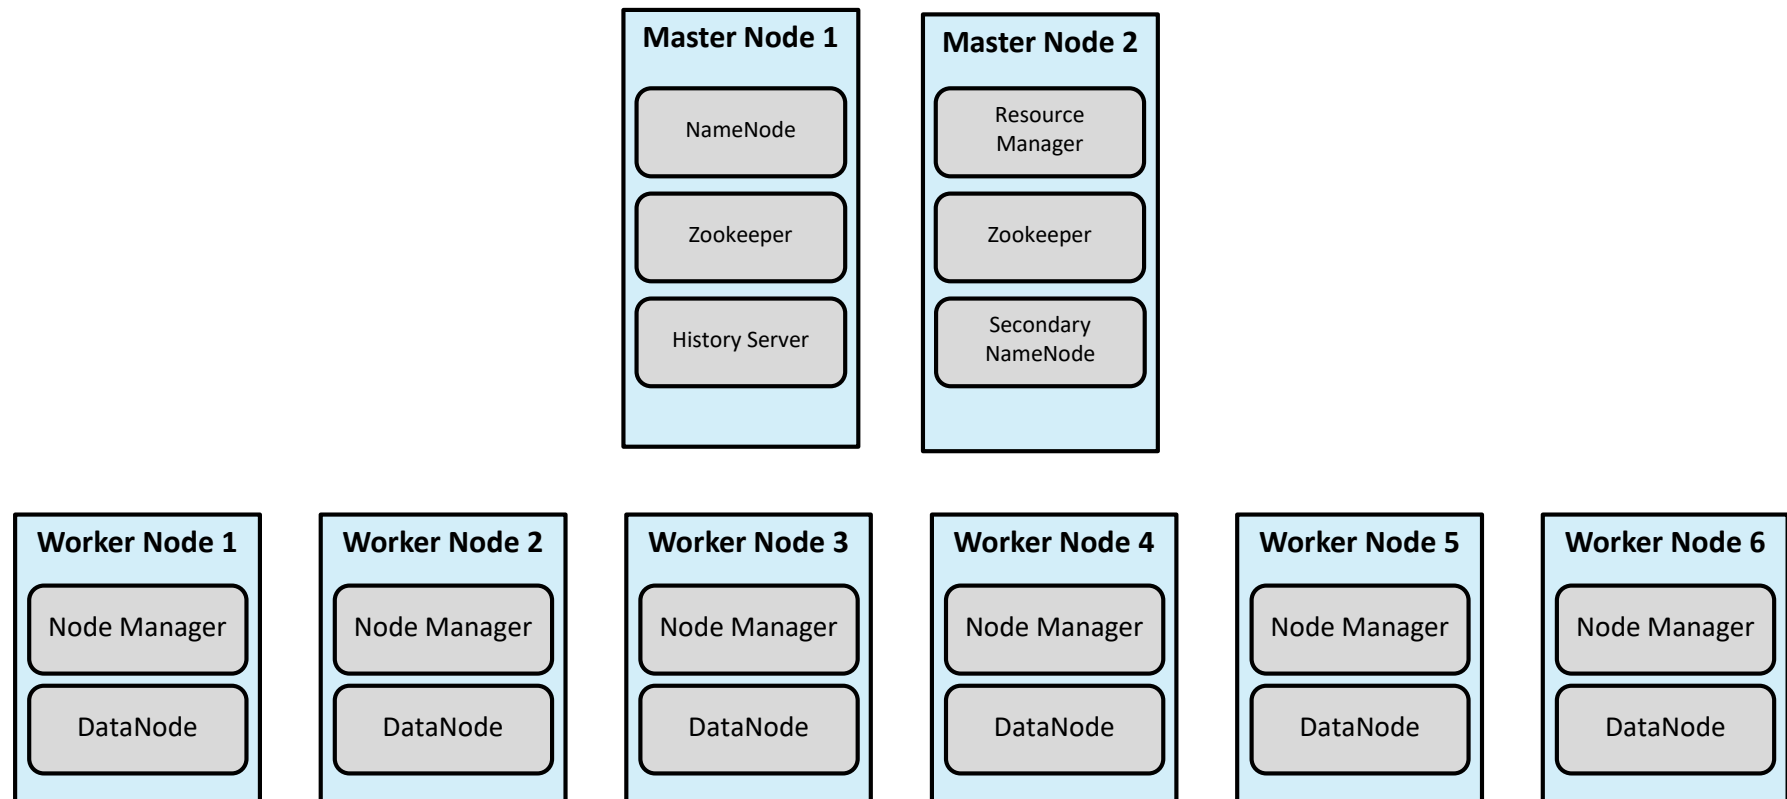 Master Node 1
NameNode
Zookeeper
History Server
Master Node 2
Resource
Manager
Zookeeper
Secondary
NameNode
Worker Node 1
Node Manager
DataNode
Worker Node 2
Node Manager
DataNode
Worker Node 3
Node Manager
DataNode
Worker Node 4
Node Manager
DataNode
Worker Node 5
Node Manager
DataNode
Worker Node 6
Node Manager
DataNode